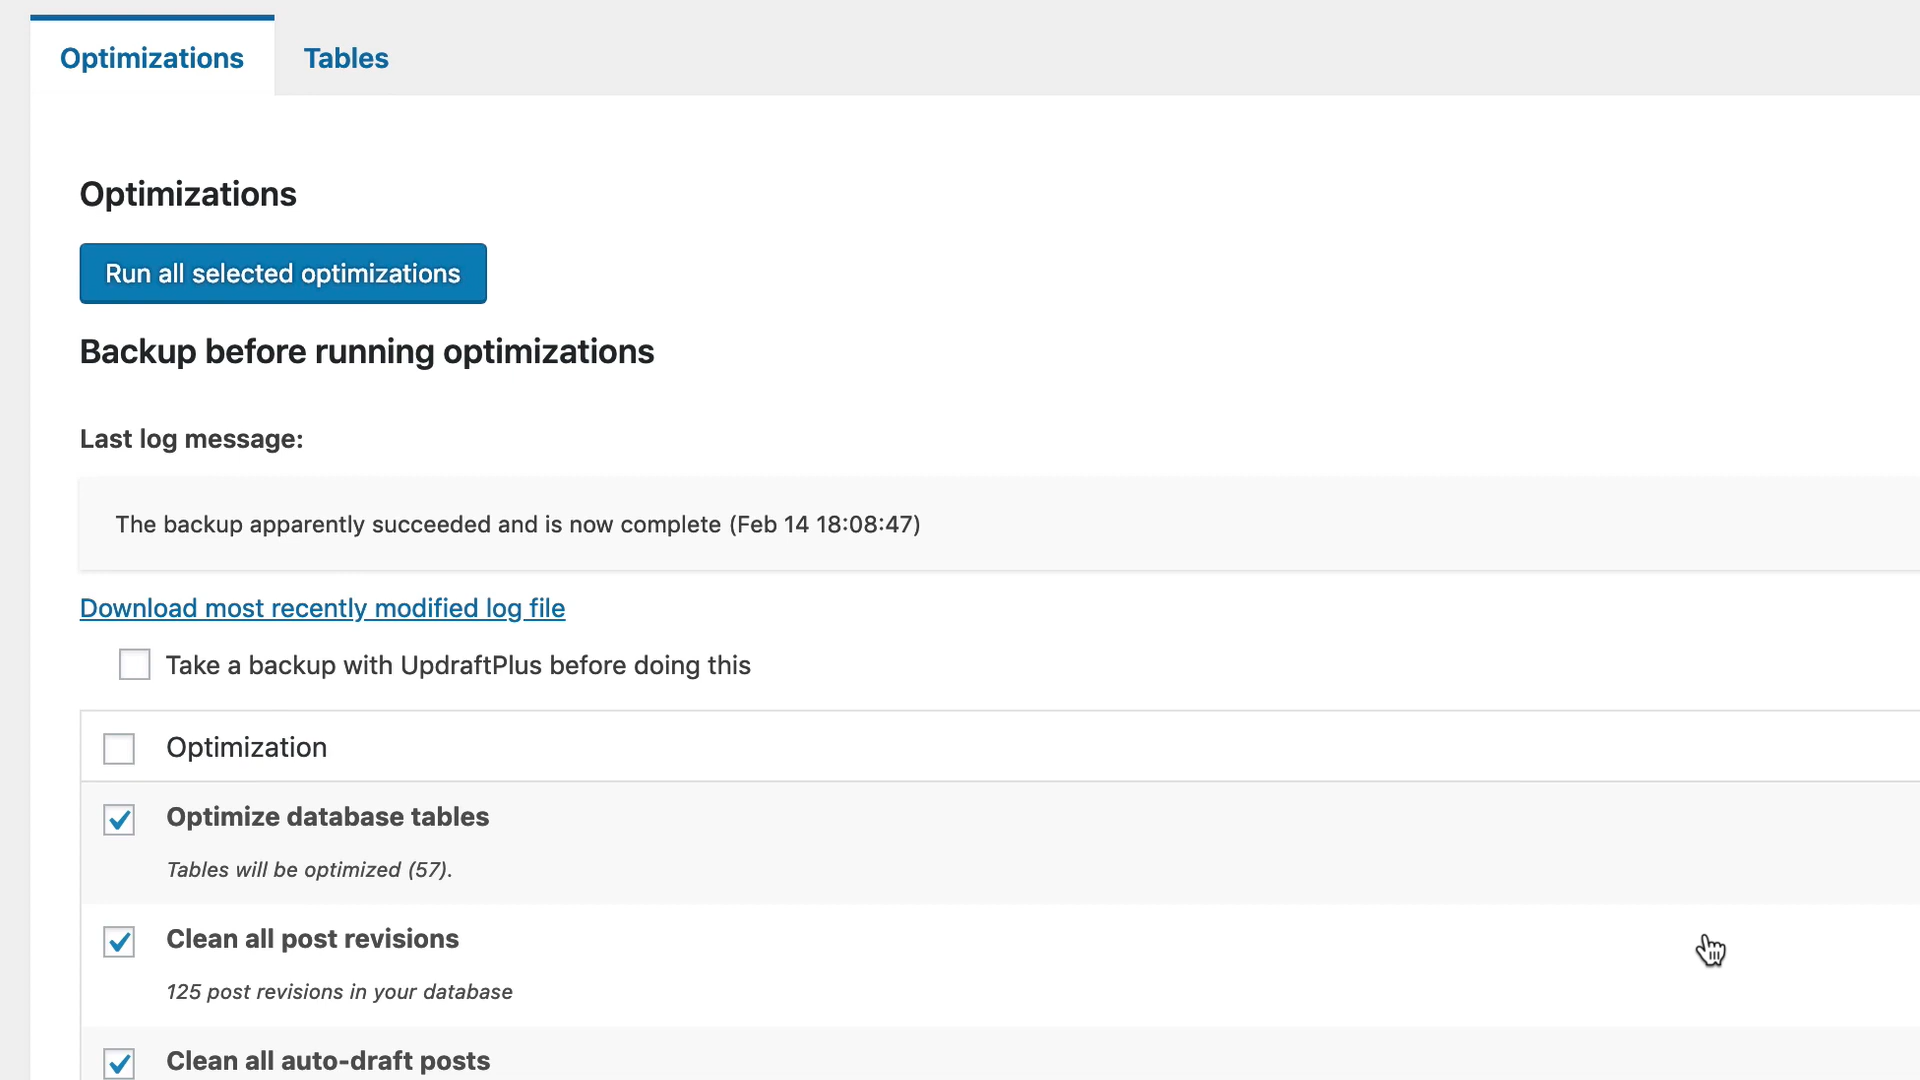 Optimizations Tables
Optimizations
Run all selected optimizations
Backup before running optimizations
Last log message:
The backup apparently succeeded and is now complete (Feb 14 18:08:47)
Download most recently modified log file
Take a backup with UpdraftPlus before doing this
Optimization
Optimize database tables
Tables will be optimized (57).
Clean all post revisions
125 post revisions in your database
Clean all auto-draft posts